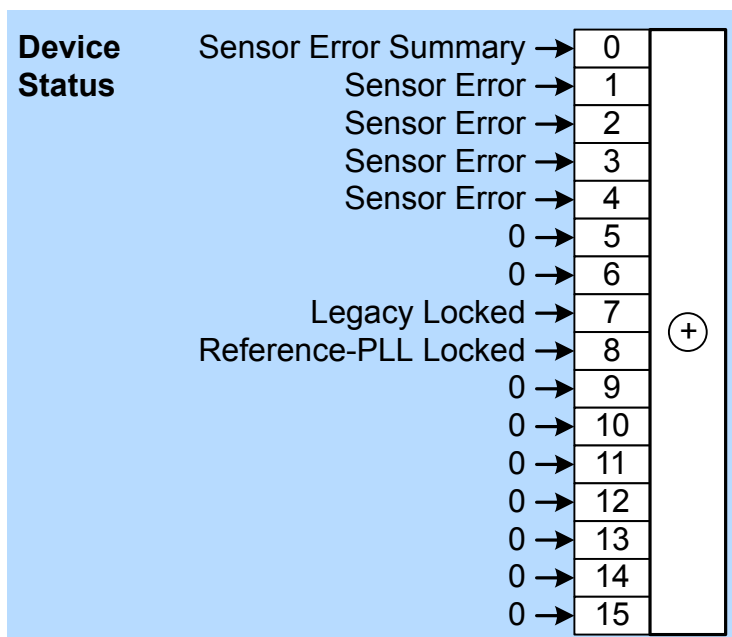 Device Status
Sensor Error Summary → 0
Sensor Error → 1
Sensor Error → 2
Sensor Error → 3
Sensor Error → 4
0 → 5
0 → 6
Legacy Locked → 7
Reference-PLL Locked → 8
0 → 9
0 → 10
0 → 11
0 → 12
0 → 13
0 → 14
0 → 15
+